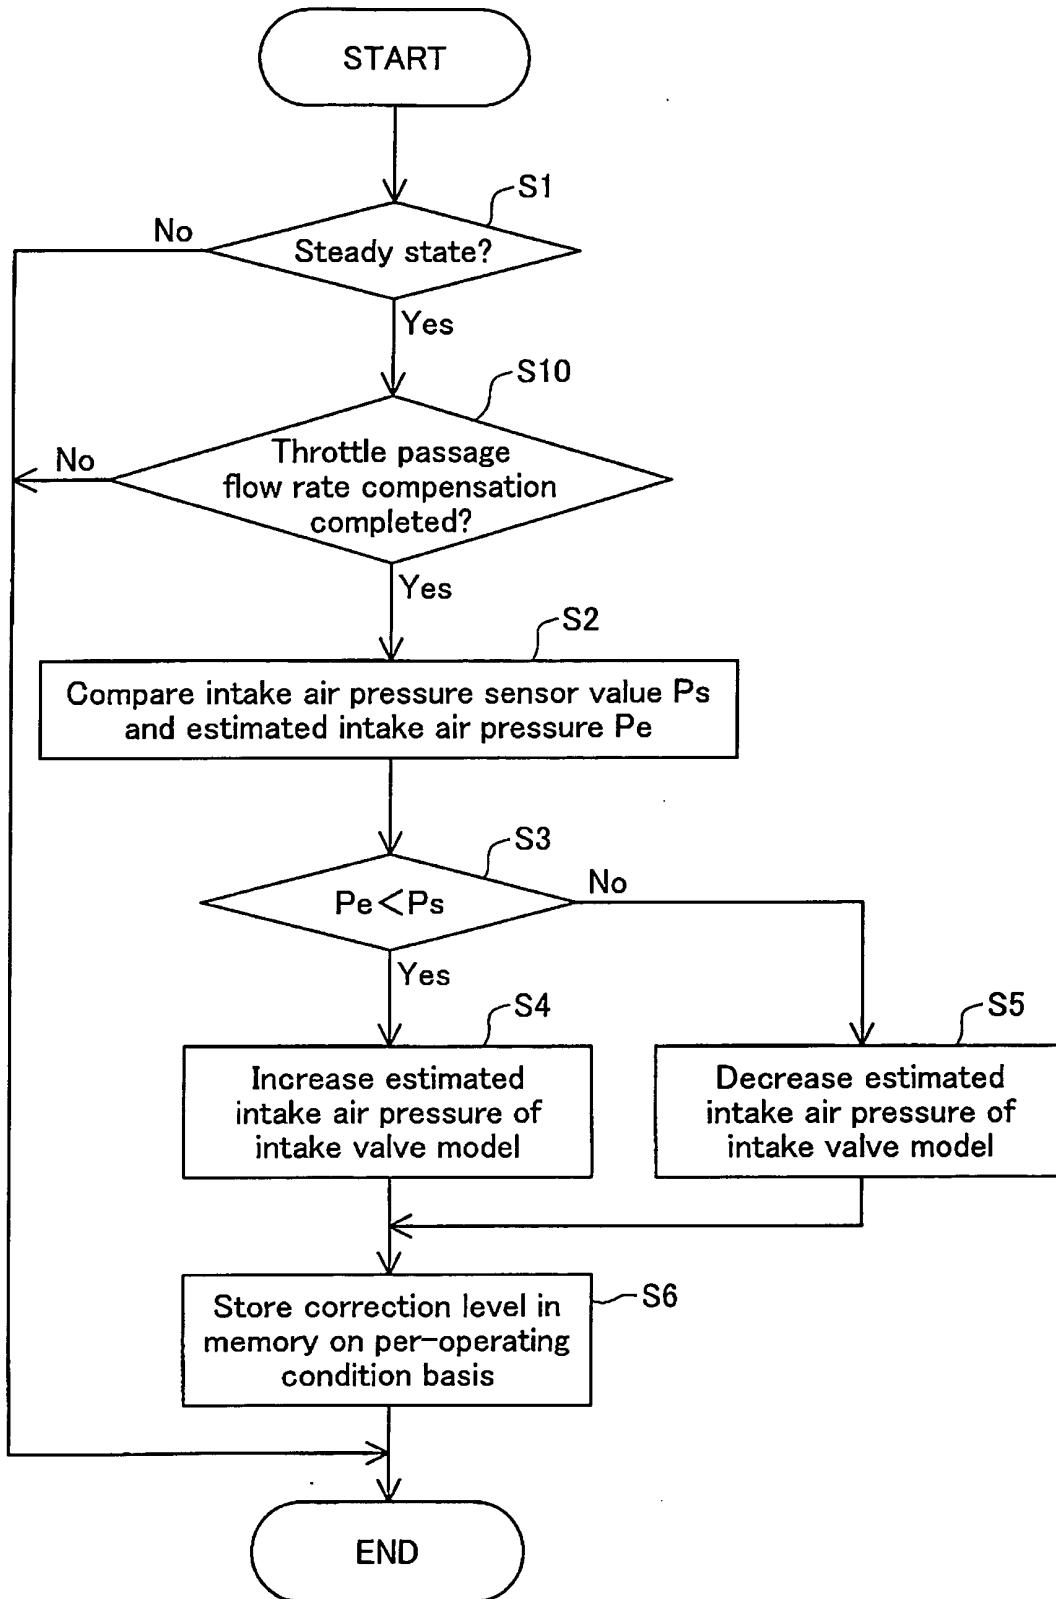 START
S1
No
Steady state?
Yes
S10
No
Throttle passage
flow rate compensation
completed?
Yes
S2
Compare intake air pressure sensor value Ps
and estimated intake air pressure Pe
S3
No
Pe<Ps
Yes
S4
S5
Increase estimated
intake air pressure of
intake valve model
Decrease estimated
intake air pressure of
intake valve model
S6
Store correction level in
memory on per-operating
condition basis
END